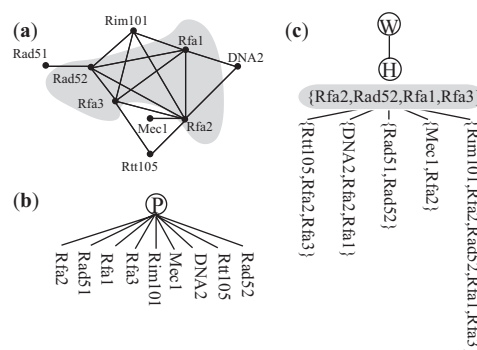 (a)
Rim101
Rfa1
Rad51
DNA2
Rad52
Rfa3
Mec1
Rfa2
Rtt105
(b)
P
Rfa2
Rad51
Rfa1
Rfa3
Rim101
Mec1
DNA2
Rtt105
Rad52
(c)
W
H
{Rfa2,Rad52,Rfa1,Rfa3}
{Rtt105,Rfa2,Rfa3}
{DNA2,Rfa2,Rfa1}
{Rad51,Rad52}
{Mec1,Rfa2}
{Rim101,Rfa2,Rad52,Rfa1,Rfa3